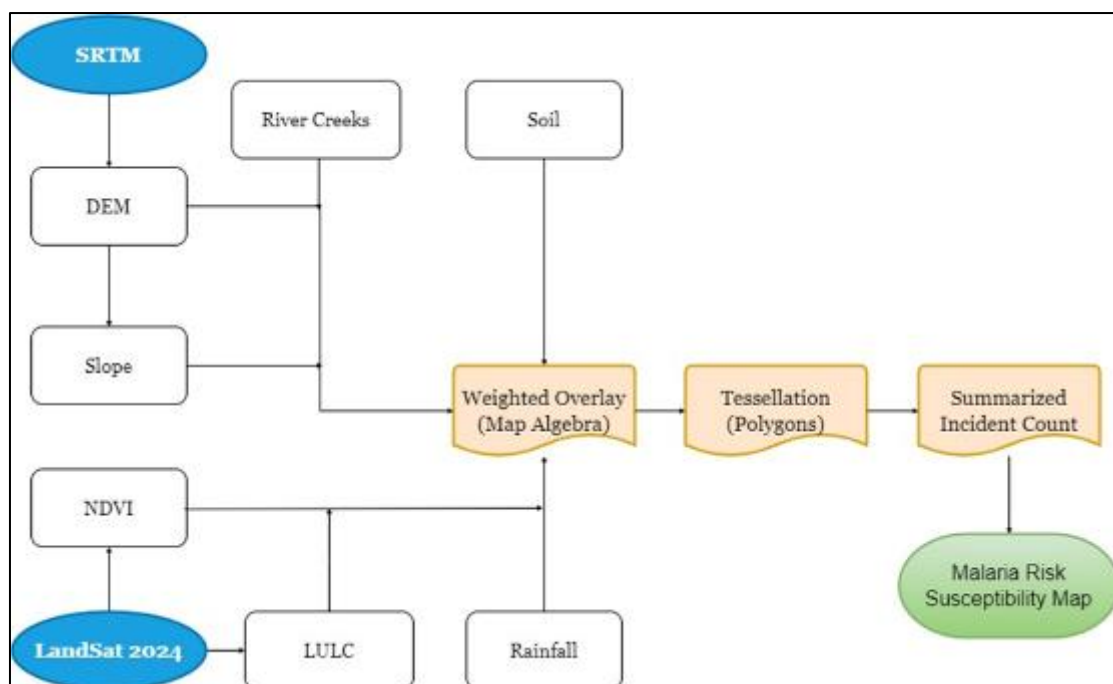 SRTM
River Creeks
Soil
DEM
Slope
Weighted Overlay
(Map Algebra)
Tessellation
(Polygons)
Summarized
Incident Count
NDVI
Malaria Risk
Susceptibility Map
LandSat 2024
LULC
Rainfall